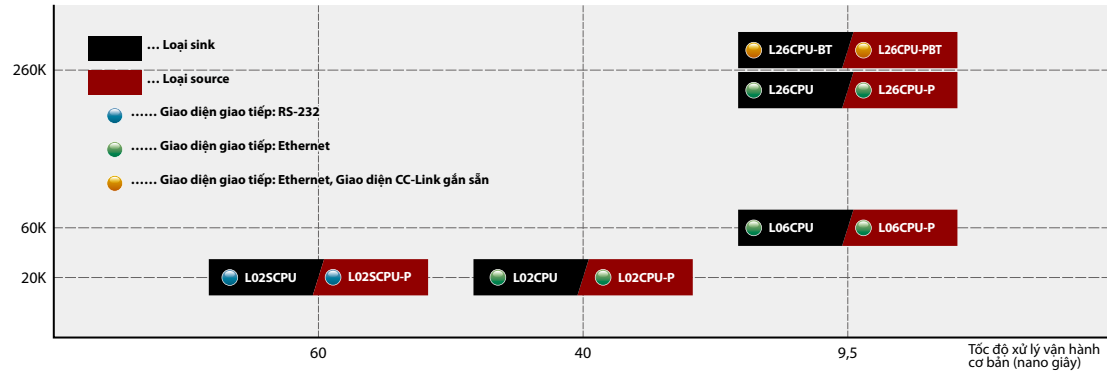 ... Loại sink
L26CPU-BT
L26CPU-PBT
260K
... Loại source
L26CPU
L26CPU-P
...... Giao diện giao tiếp: RS-232
...... Giao diện giao tiếp: Ethernet
...... Giao diện giao tiếp: Ethernet, Giao diện CC-Link gắn sẵn
60K
L06CPU
L06CPU-P
20K
L02SCPU
L02SCPU-P
L02CPU
L02CPU-P
60
40
9,5
Tốc độ xử lý vận hành
cơ bản (nano giây)